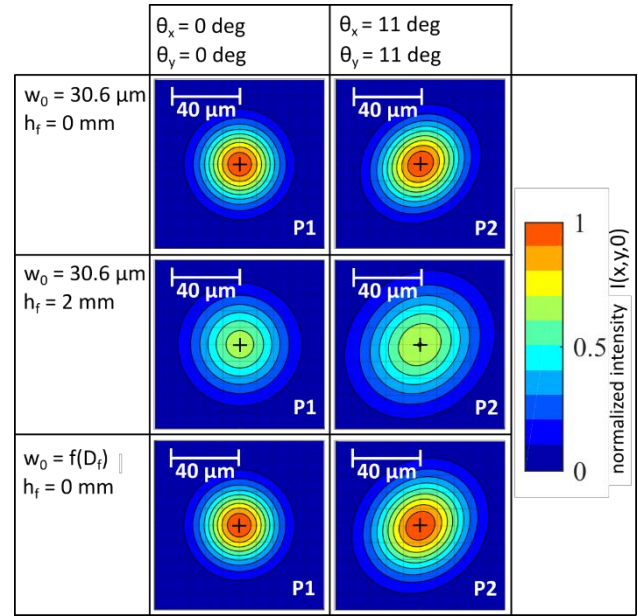 θx = 0 deg
θy = 0 deg
θx = 11 deg
θy = 11 deg
w0 = 30.6 µm
hf = 0 mm
40 µm
P1
40 µm
P2
w0 = 30.6 µm
hf = 2 mm
40 µm
P1
40 µm
P2
w0 = f(Df)
hf = 0 mm
40 µm
P1
40 µm
P2
1
0.5
0
normalized intensity I(x,y,0)